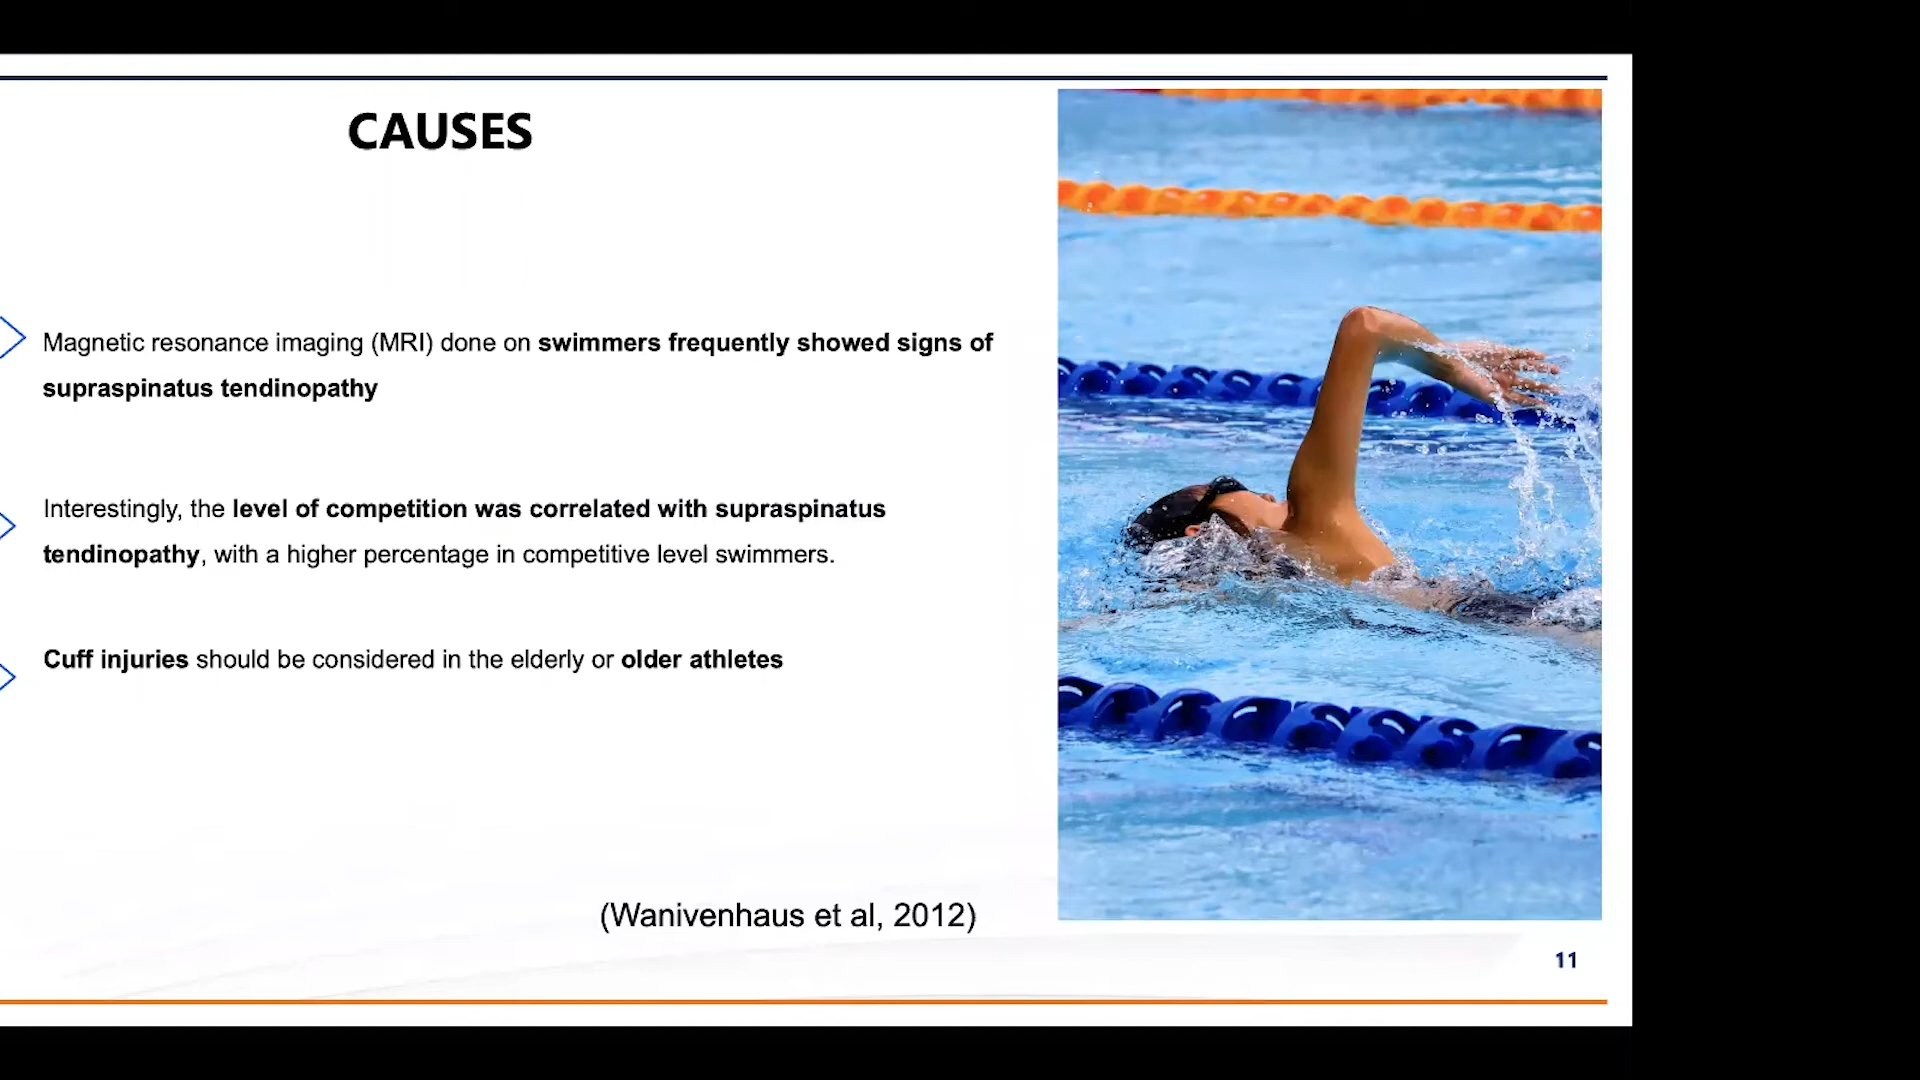 CAUSES
Magnetic resonance imaging (MRI) done on swimmers frequently showed signs of
supraspinatus tendinopathy
Interestingly, the level of competition was correlated with supraspinatus
tendinopathy, with a higher percentage in competitive level swimmers.
Cuff injuries should be considered in the elderly or older athletes
(Wanivenhaus et al, 2012)
11